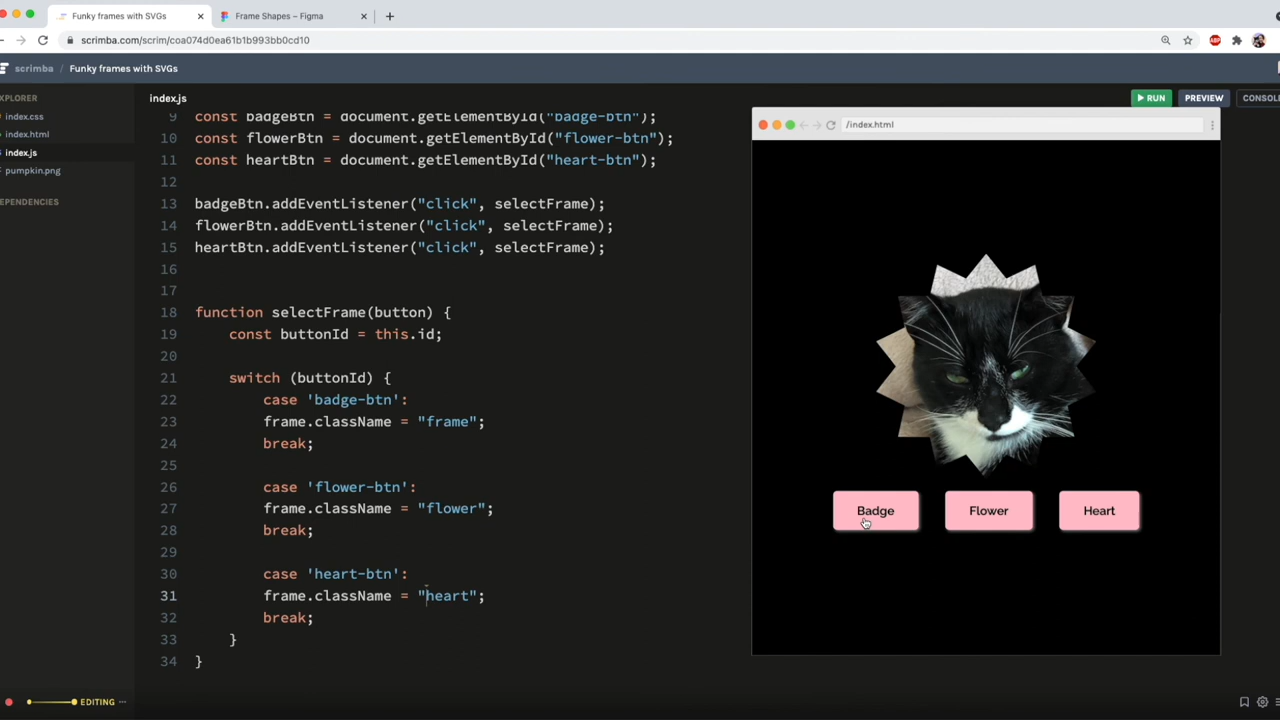 Funky frames with SVGs
Frame Shapes – Figma
scrimba.com/scrim/coa074d0ea61b1b993bb0cd10
ABP
scrimba / Funky frames with SVGs
XPLORER
index.css
index.html
index.js
pumpkin.png
EPENDENCIES
index.js
RUN
PREVIEW
CONSOL
/index.html
9 const badgeBtn = document.getElementById("badge-btn");
10 const flowerBtn = document.getElementById("flower-btn");
11 const heartBtn = document.getElementById("heart-btn");
12
13 badgeBtn.addEventListener("click", selectFrame);
14 flowerBtn.addEventListener("click", selectFrame);
15 heartBtn.addEventListener("click", selectFrame);
16
17
18 function selectFrame(button) {
19 const buttonId = this.id;
20
21 switch (buttonId) {
22 case 'badge-btn':
23 frame.className = "frame";
24 break;
25
26 case 'flower-btn':
27 frame.className = "flower";
28 break;
29
30 case 'heart-btn':
31 frame.className = "heart";
32 break;
33 }
34 }
Badge
Flower
Heart
EDITING ...